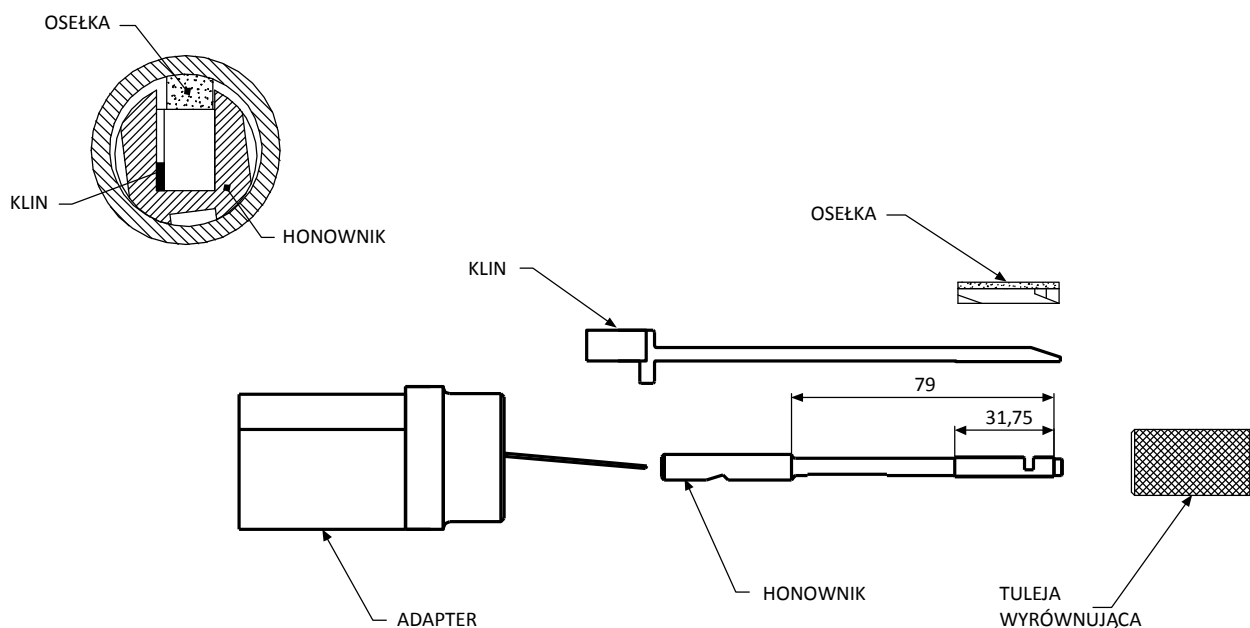 OSEŁKA
KLIN
HONOWNIK
OSEŁKA
KLIN
79
31,75
HONOWNIK
TULEJA
WYRÓWNUJĄCA
ADAPTER